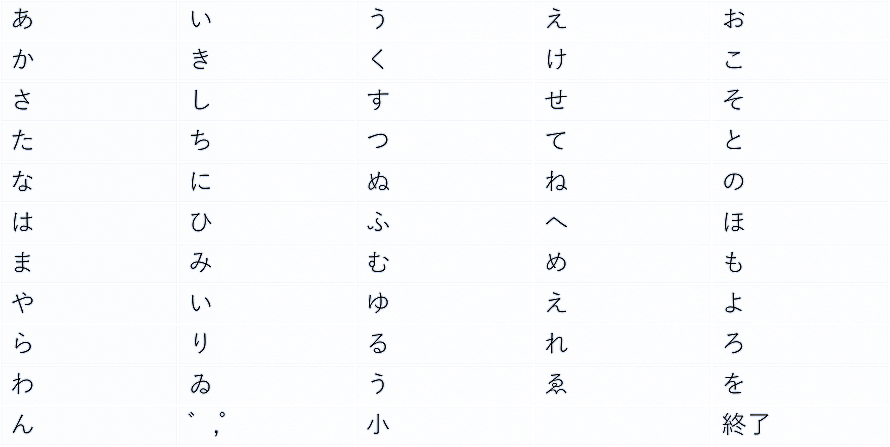 あ い う え お
か き く け こ
さ し す せ そ
た ち つ て と
な に ぬ ね の
は ひ ふ へ ほ
ま み む め も
や い ゆ え よ
ら り る れ ろ
わ ゐ う ゑ を
ん ゛,゜ 小 終了